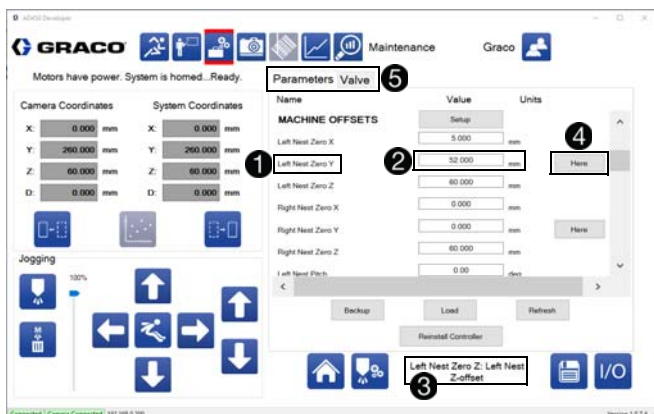 AD450 Developer
GRACO
Maintenance
Graco
Motors have power. System is homed...Ready.
Parameters Valve 5
Camera Coordinates
System Coordinates
X: 0.000 mm X: 0.000 mm
Y: 260.000 mm Y: 260.000 mm
Z: 60.000 mm Z: 60.000 mm
D: 0.000 mm D: 0.000 mm
Name Value Units
MACHINE OFFSETS Setup
Left Nest Zero X 5.000 mm
1 Left Nest Zero Y 2 52.000 mm 4 Here
Left Nest Zero Z 60.000 mm
Right Nest Zero X 0.000 mm
Right Nest Zero Y 0.000 mm Here
Right Nest Zero Z 60.000 mm
Left Nest Pitch 0.00 deg
Jogging
100%
M
Backup Load Refresh
Reinstall Controller
Left Nest Zero Z: Left Nest
Z-offset
3
I/O
Connected Camera Connected 192.168.0.200